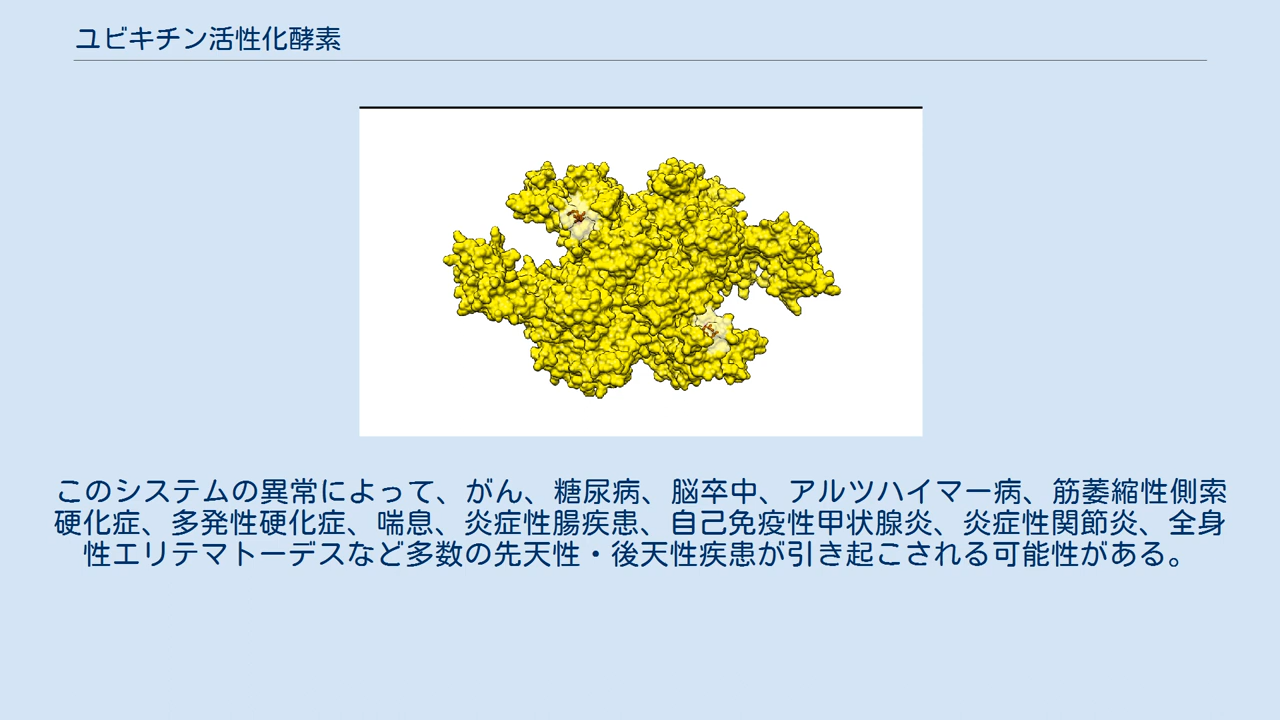 ユビキチン活性化酵素
このシステムの異常によって、がん、糖尿病、脳卒中、アルツハイマー病、筋萎縮性側索
硬化症、多発性硬化症、喘息、炎症性腸疾患、自己免疫性甲状腺炎、炎症性関節炎、全身
性エリテマトーデスなど多数の先天性・後天性疾患が引き起こされる可能性がある。